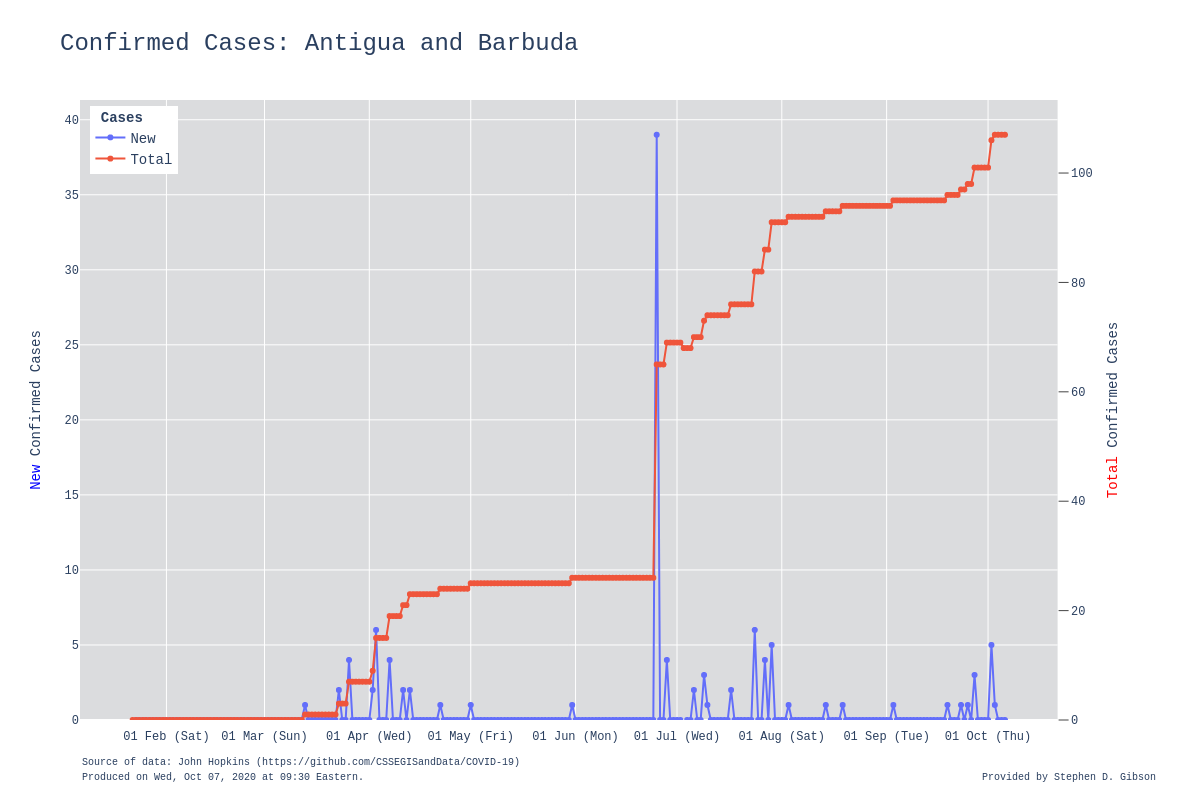 Confirmed Cases: Antigua and Barbuda
Cases
New
Total
40
35
30
25
20
15
10
5
0
100
80
60
40
20
0
New Confirmed Cases
Total Confirmed Cases
01 Feb (Sat)
01 Mar (Sun)
01 Apr (Wed)
01 May (Fri)
01 Jun (Mon)
01 Jul (Wed)
01 Aug (Sat)
01 Sep (Tue)
01 Oct (Thu)
Source of data: John Hopkins (https://github.com/CSSEGISandData/COVID-19)
Produced on Wed, Oct 07, 2020 at 09:30 Eastern.
Provided by Stephen D. Gibson